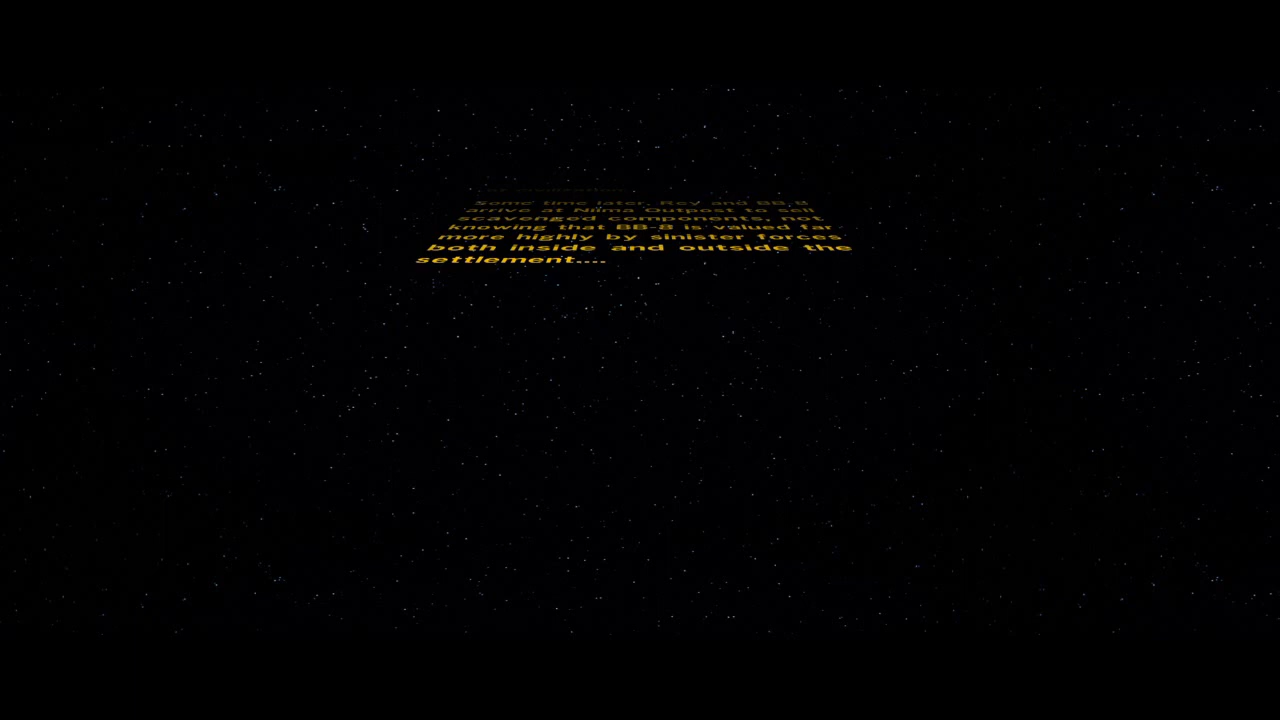 civilization.
Some time later, Rey and BB-8
arrive at Niima Outpost to sell
scavenged components, not
knowing that BB-8 is valued far
more highly by sinister forces
both inside and outside the
settlement....